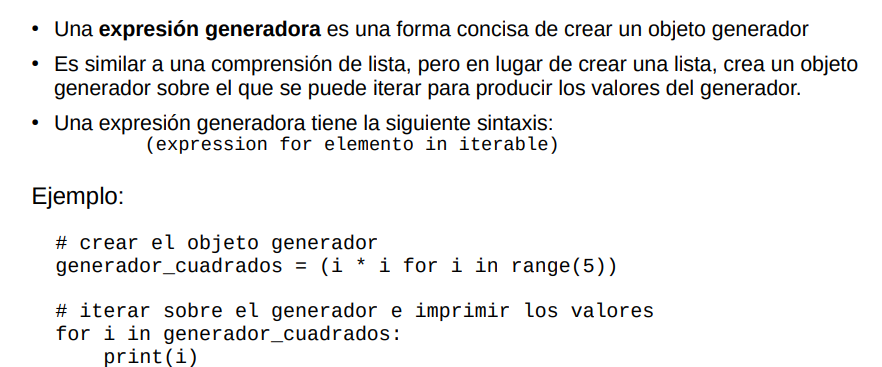 • Una expresión generadora es una forma concisa de crear un objeto generador
• Es similar a una comprensión de lista, pero en lugar de crear una lista, crea un objeto
generador sobre el que se puede iterar para producir los valores del generador.
• Una expresión generadora tiene la siguiente sintaxis:
(expression for elemento in iterable)
Ejemplo:
# crear el objeto generador
generador_cuadrados = (i * i for i in range(5))
# iterar sobre el generador e imprimir los valores
for i in generador_cuadrados:
    print(i)